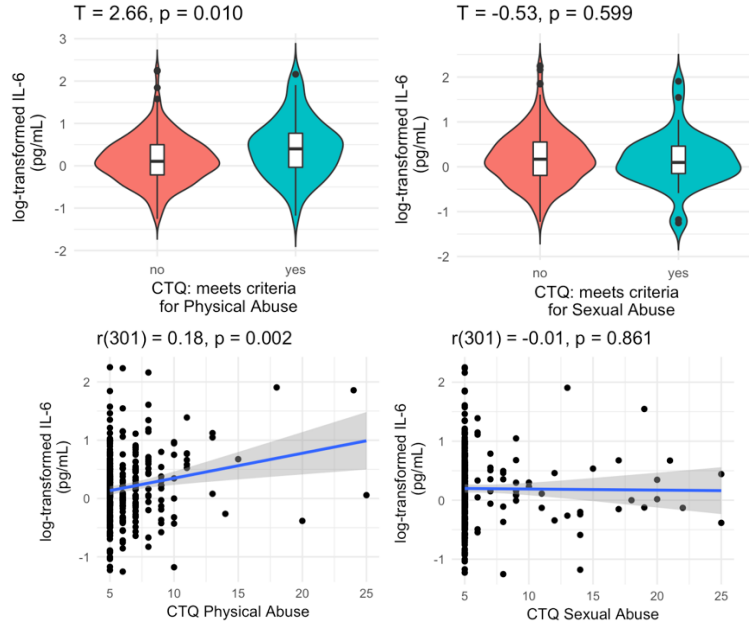 T = 2.66, p = 0.010
log-transformed IL-6
(pg/mL)
3
2
1
0
-1
-2
no
yes
CTQ: meets criteria
for Physical Abuse
T = -0.53, p = 0.599
log-transformed IL-6
(pg/mL)
2
1
0
-1
-2
no
yes
CTQ: meets criteria
for Sexual Abuse
r(301) = 0.18, p = 0.002
log-transformed IL-6
(pg/mL)
2
1
0
-1
5
10
15
20
25
CTQ Physical Abuse
r(301) = -0.01, p = 0.861
log-transformed IL-6
(pg/mL)
2
1
0
-1
5
10
15
20
25
CTQ Sexual Abuse